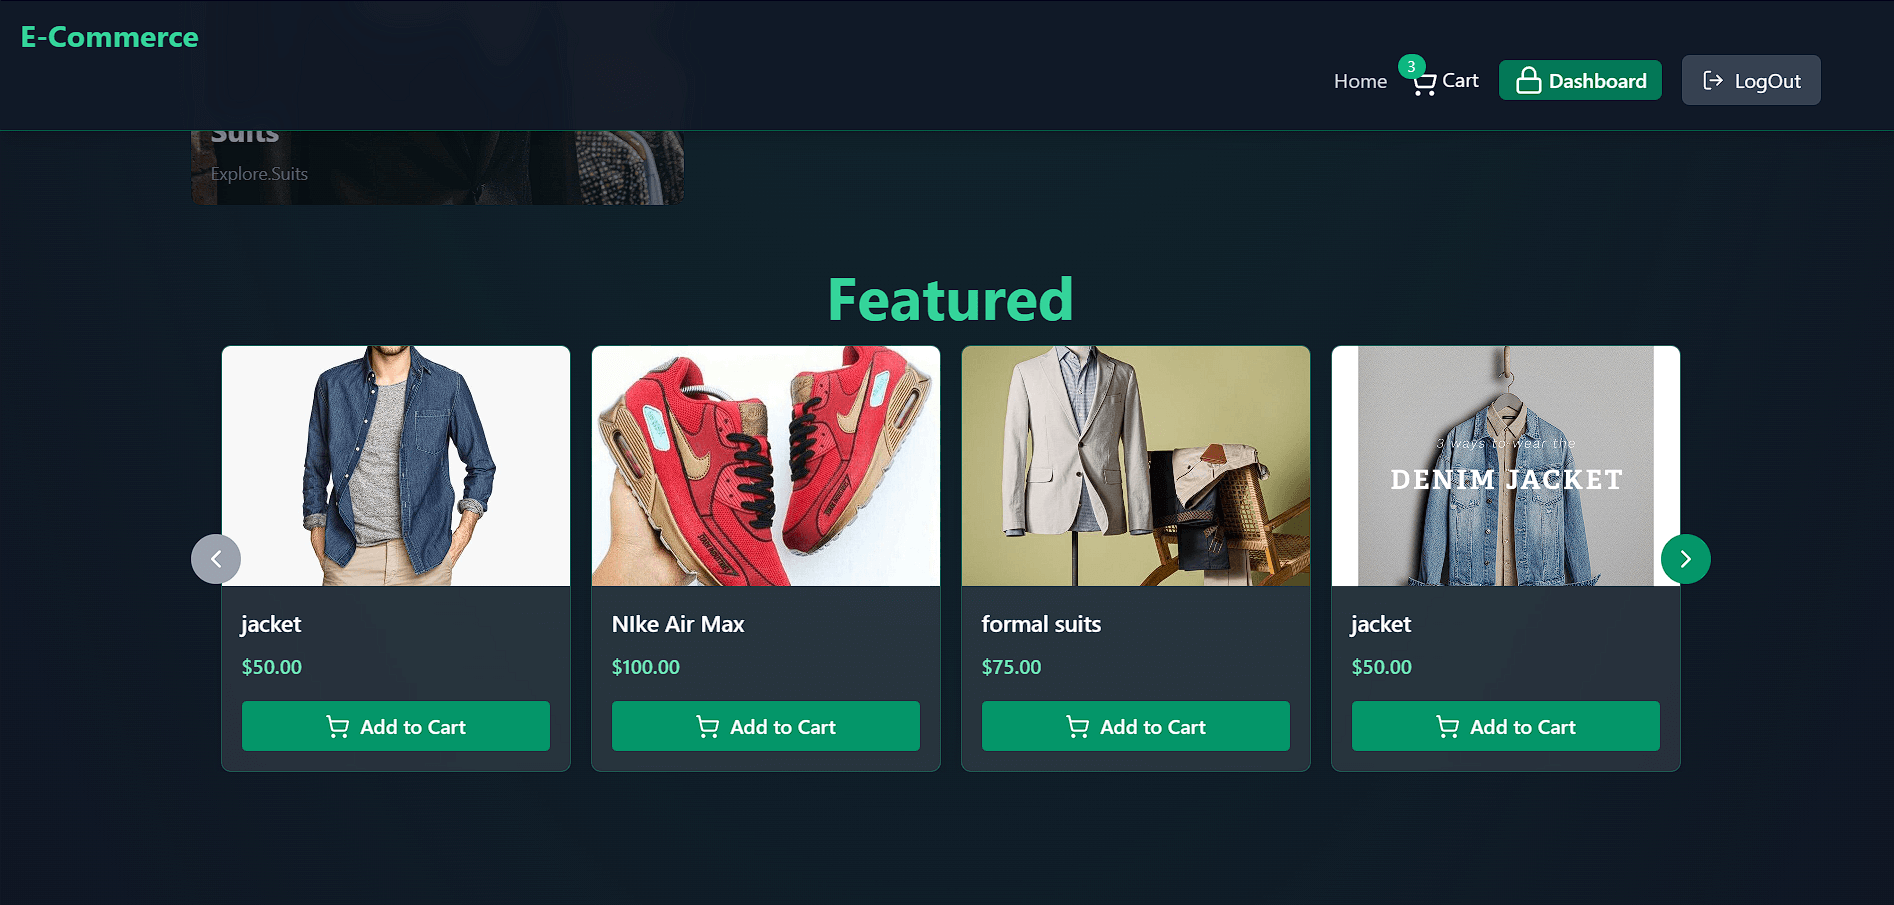 E-Commerce
Home
3
Cart
Dashboard
LogOut
Suits
Explore.Suits
Featured
3 ways to wear the
DENIM JACKET
jacket
$50.00
Add to Cart
NIke Air Max
$100.00
Add to Cart
formal suits
$75.00
Add to Cart
jacket
$50.00
Add to Cart